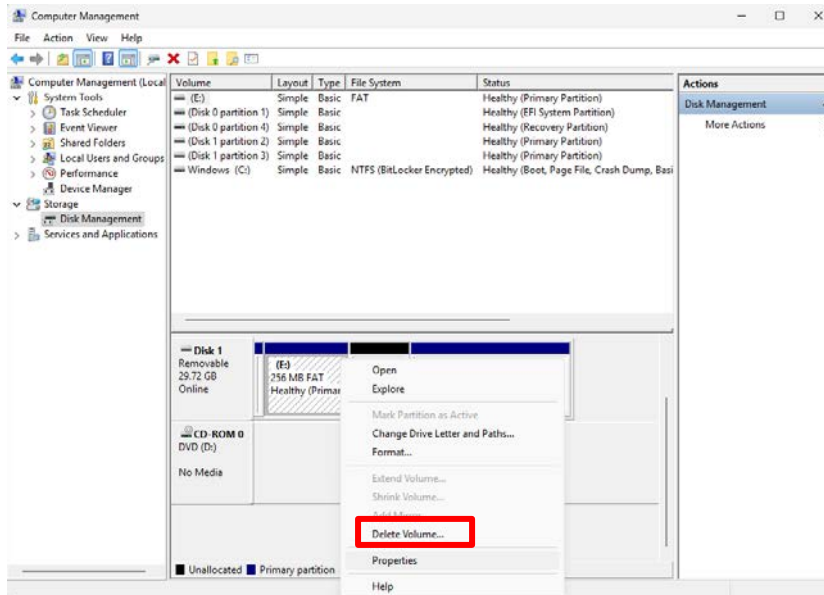 Computer Management
File Action View Help
Computer Management (Local
System Tools
Task Scheduler
Event Viewer
Shared Folders
Local Users and Groups
Performance
Device Manager
Storage
Disk Management
Services and Applications
Volume Layout Type File System Status
(E:) Simple Basic FAT Healthy (Primary Partition)
(Disk 0 partition 1) Simple Basic Healthy (EFI System Partition)
(Disk 0 partition 4) Simple Basic Healthy (Recovery Partition)
(Disk 1 partition 2) Simple Basic Healthy (Primary Partition)
(Disk 1 partition 3) Simple Basic Healthy (Primary Partition)
Windows (C:) Simple Basic NTFS (BitLocker Encrypted) Healthy (Boot, Page File, Crash Dump, Basi
Actions
Disk Management
More Actions
Disk 1
Removable
29.72 GB
Online
(E:)
256 MB FAT
Healthy (Primar
CD-ROM 0
DVD (D:)
No Media
Open
Explore
Mark Partition as Active
Change Drive Letter and Paths...
Format...
Extend Volume...
Shrink Volume...
Delete Volume...
Properties
Help
Unallocated Primary partition